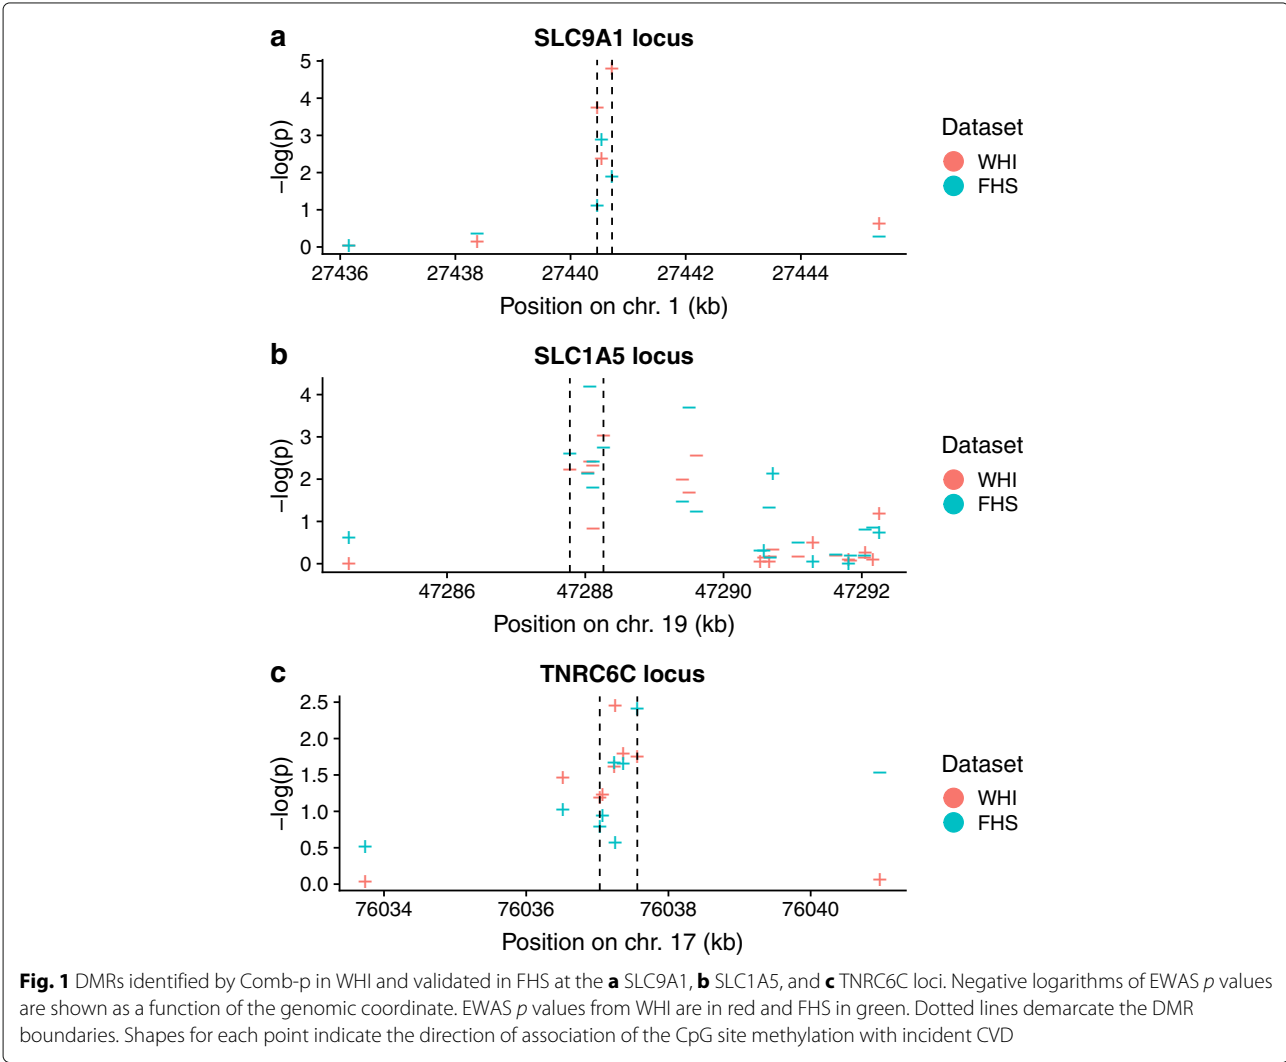 a
SLC9A1 locus
5
4
3
2
1
0
−log(p)
27436 27438 27440 27442 27444
Position on chr. 1 (kb)
Dataset
WHI
FHS
b
SLC1A5 locus
4
3
2
1
0
−log(p)
47286 47288 47290 47292
Position on chr. 19 (kb)
Dataset
WHI
FHS
c
TNRC6C locus
2.5
2.0
1.5
1.0
0.5
0.0
−log(p)
76034 76036 76038 76040
Position on chr. 17 (kb)
Dataset
WHI
FHS
Fig. 1 DMRs identified by Comb-p in WHI and validated in FHS at the a SLC9A1, b SLC1A5, and c TNRC6C loci. Negative logarithms of EWAS p values
are shown as a function of the genomic coordinate. EWAS p values from WHI are in red and FHS in green. Dotted lines demarcate the DMR
boundaries. Shapes for each point indicate the direction of association of the CpG site methylation with incident CVD